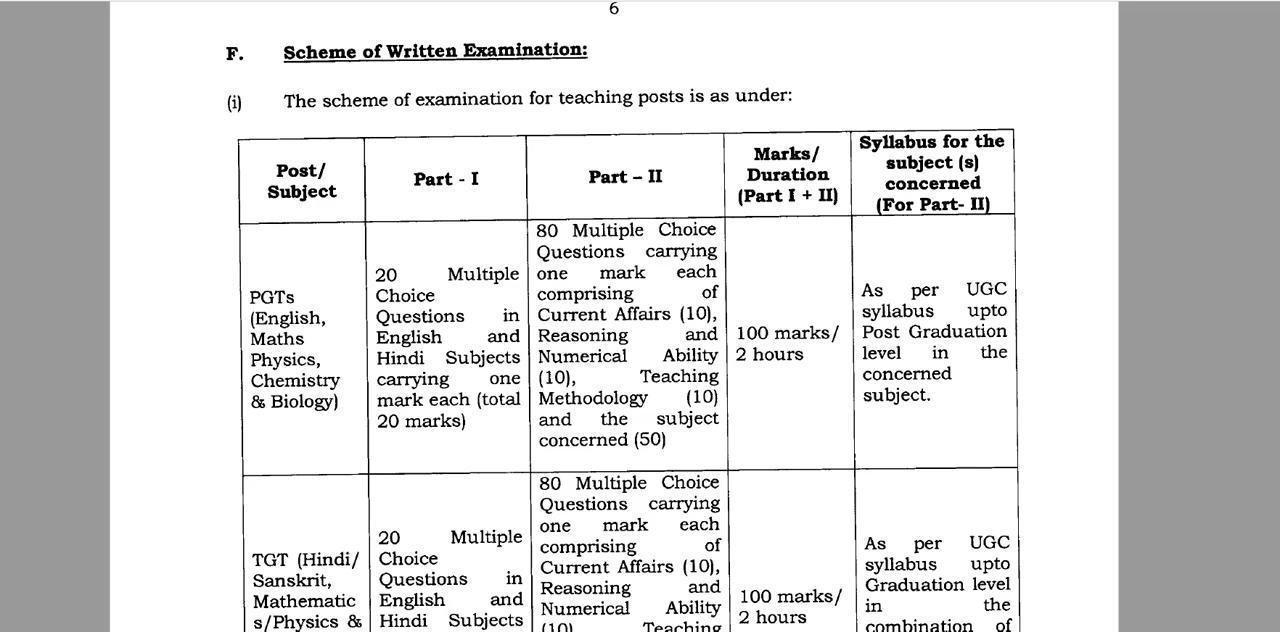 6
F. Scheme of Written Examination:
(i) The scheme of examination for teaching posts is as under:
Post/
Subject
Part - I
Part – II
Marks/
Duration
(Part I + II)
Syllabus for the
subject (s)
concerned
(For Part- II)
PGTs
(English,
Maths
Physics,
Chemistry
& Biology)
20 Multiple
Choice
Questions in
English and
Hindi Subjects
carrying one
mark each (total
20 marks)
80 Multiple Choice
Questions carrying
one mark each
comprising of
Current Affairs (10),
Reasoning and
Numerical Ability
(10), Teaching
Methodology (10)
and the subject
concerned (50)
100 marks/
2 hours
As per UGC
syllabus upto
Post Graduation
level in the
concerned
subject.
TGT (Hindi/
Sanskrit,
Mathematic
s/Physics &
20 Multiple
Choice
Questions in
English and
Hindi Subjects
80 Multiple Choice
Questions carrying
one mark each
comprising of
Current Affairs (10),
Reasoning and
Numerical Ability
(10), Teaching
100 marks/
2 hours
As per UGC
syllabus upto
Graduation level
in the
combination of